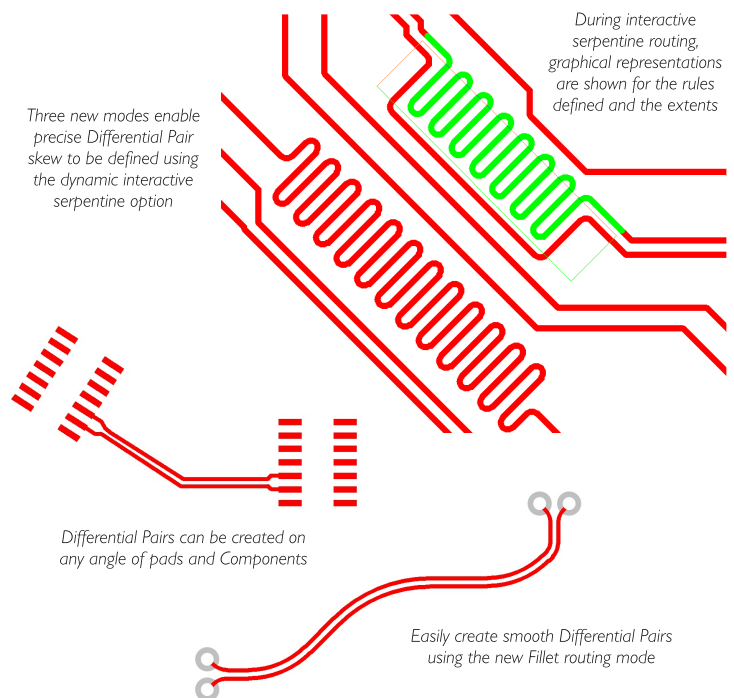 During interactive
serpentine routing,
graphical representations
are shown for the rules
defined and the extents
Three new modes enable
precise Differential Pair
skew to be defined using
the dynamic interactive
serpentine option
Differential Pairs can be created on
any angle of pads and Components
Easily create smooth Differential Pairs
using the new Fillet routing mode